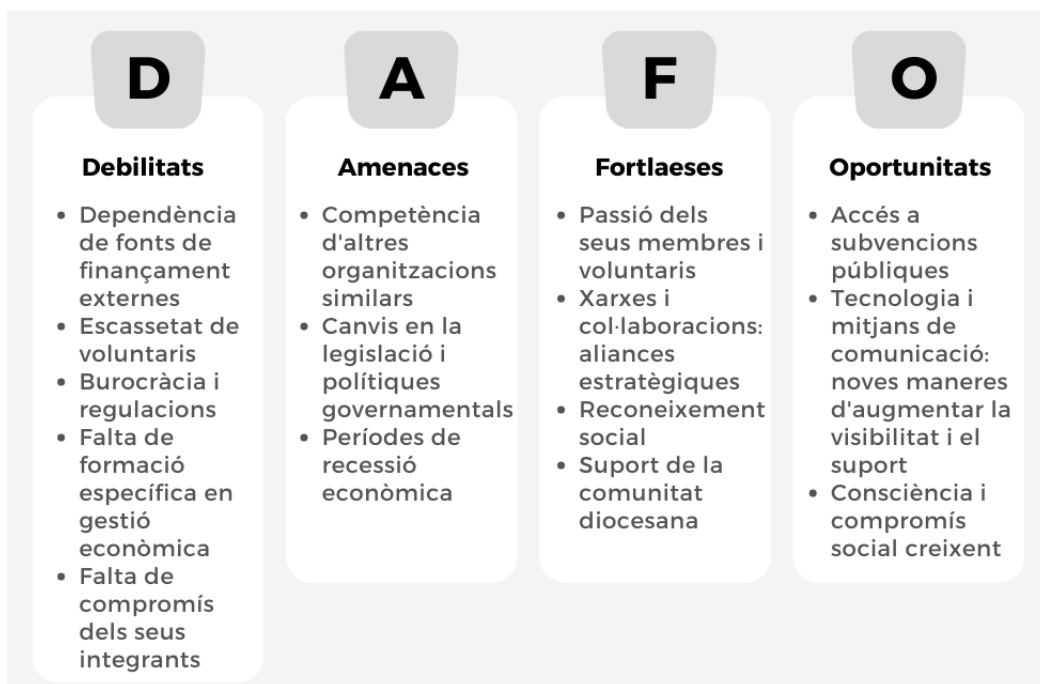 D
Debilitats
• Dependència
de fonts de
finançament
externes
• Escassetat de
voluntaris
• Burocràcia i
regulacions
• Falta de
formació
específica en
gestió
econòmica
• Falta de
compromís
dels seus
integrants
A
Amenaces
• Competència
d'altres
organitzacions
similars
• Canvis en la
legislació i
polítiques
governamentals
• Períodes de
recessió
econòmica
F
Fortlaeses
• Passió dels
seus membres i
voluntaris
• Xarxes i
col·laboracions:
aliances
estratègiques
• Reconeixement
social
• Suport de la
comunitat
diocesana
O
Oportunitats
• Accés a
subvencions
públiques
• Tecnologia i
mitjans de
comunicació:
noves maneres
d'augmentar la
visibilitat i el
suport
• Consciència i
compromís
social creixent